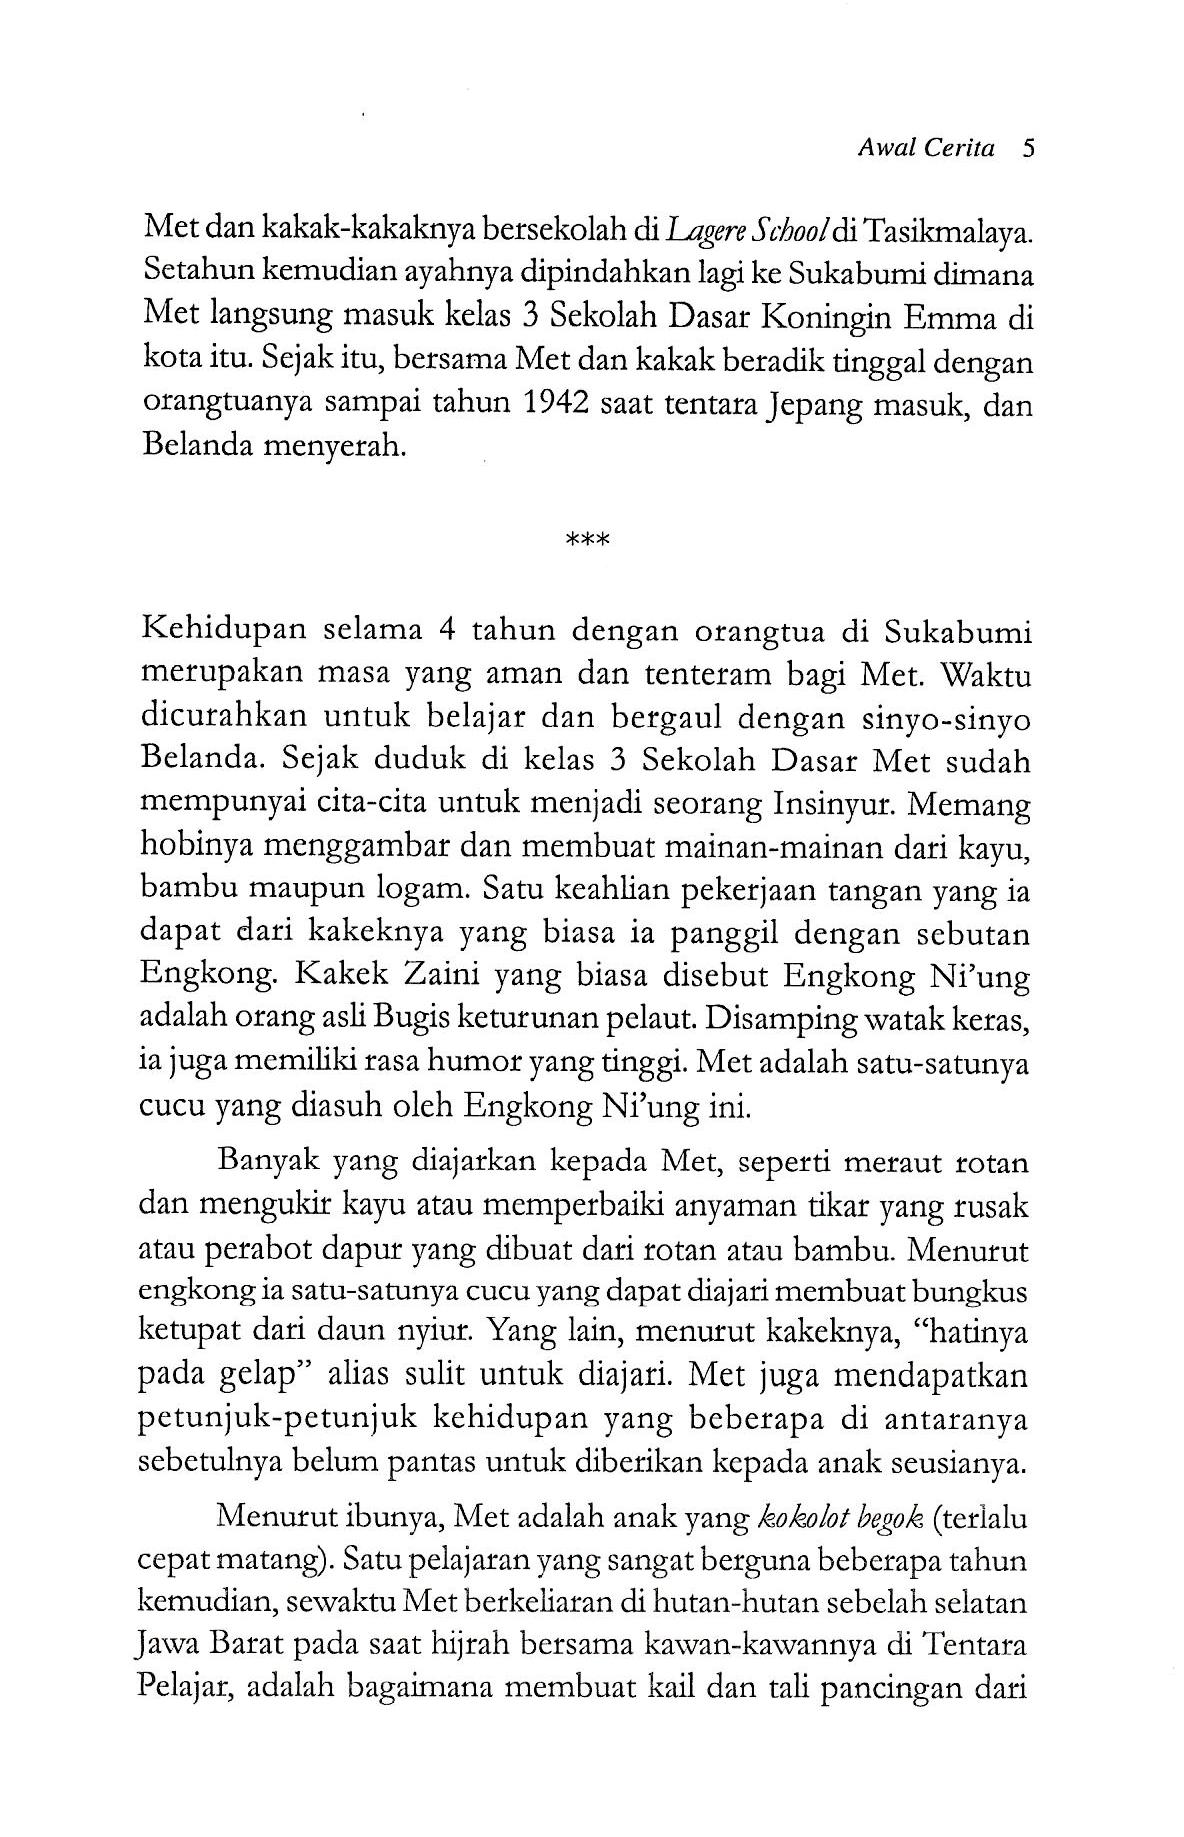 Awal Cerita 5
Met dan kakak-kakaknya bersekolah di Lagere School di Tasikmalaya.
Setahun kemudian ayahnya dipindahkan lagi ke Sukabumi dimana
Met langsung masuk kelas 3 Sekolah Dasar Koningin Emma di
kota itu. Sejak itu, bersama Met dan kakak beradik tinggal dengan
orangtuanya sampai tahun 1942 saat tentara Jepang masuk, dan
Belanda menyerah.
***
Kehidupan selama 4 tahun dengan orangtua di Sukabumi
merupakan masa yang aman dan tenteram bagi Met. Waktu
dicurahkan untuk belajar dan bergaul dengan sinyo-sinyo
Belanda. Sejak duduk di kelas 3 Sekolah Dasar Met sudah
mempunyai cita-cita untuk menjadi seorang Insinyur. Memang
hobinya menggambar dan membuat mainan-mainan dari kayu,
bambu maupun logam. Satu keahlian pekerjaan tangan yang ia
dapat dari kakeknya yang biasa ia panggil dengan sebutan
Engkong. Kakek Zaini yang biasa disebut Engkong Ni’ung
adalah orang asli Bugis keturunan pelaut. Disamping watak keras,
ia juga memiliki rasa humor yang tinggi. Met adalah satu-satunya
cucu yang diasuh oleh Engkong Ni’ung ini.
Banyak yang diajarkan kepada Met, seperti meraut rotan
dan mengukir kayu atau memperbaiki anyaman tikar yang rusak
atau perabot dapur yang dibuat dari rotan atau bambu. Menurut
engkong ia satu-satunya cucu yang dapat diajari membuat bungkus
ketupat dari daun nyiur. Yang lain, menurut kakeknya, “hatinya
pada gelap” alias sulit untuk diajari. Met juga mendapatkan
petunjuk-petunjuk kehidupan yang beberapa di antaranya
sebetulnya belum pantas untuk diberikan kepada anak seusianya.
Menurut ibunya, Met adalah anak yang kokolot begok (terlalu
cepat matang). Satu pelajaran yang sangat berguna beberapa tahun
kemudian, sewaktu Met berkeliaran di hutan-hutan sebelah selatan
Jawa Barat pada saat hijrah bersama kawan-kawannya di Tentara
Pelajar, adalah bagaimana membuat kail dan tali pancingan dari